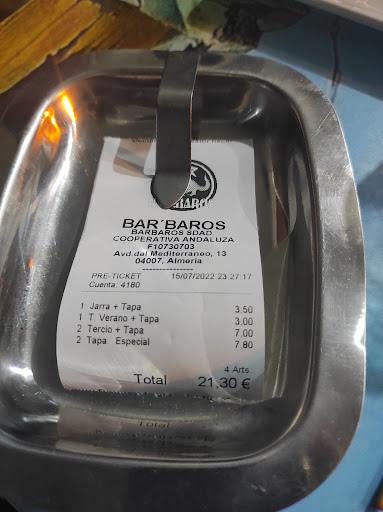 BAR´BAROS
BARBAROS SDAD
COOPERATIVA ANDALUZA
F10730703
Avd.del Mediterraneo, 13
04007, Almeria
---------------
PRE-TICKET 15/07/2022 23:27:17
Cuenta: 4180
1 Jarra + Tapa 3.50
1 T. Verano + Tapa 3,00
2 Tercio + Tapa 7,00
2 Tapa Especial 7,80
4 Arts.
Total 21,30 €